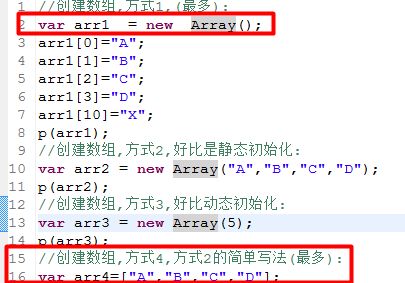 1 //创建数组,方式1,(最多):
2 var arr1  = new  Array();
3 arr1[0]="A";
4 arr1[1]="B";
5 arr1[2]="C";
6 arr1[3]="D";
7 arr1[10]="X";
8 p(arr1);
9 //创建数组,方式2,好比是静态初始化:
10 var arr2 = new Array("A","B","C","D");
11 p(arr2);
12 //创建数组,方式3,好比动态初始化:
13 var arr3 = new Array(5);
14 p(arr3);
15 //创建数组,方式4,方式2的简单写法(最多):
16 var arr4=["A","B","C","D"];